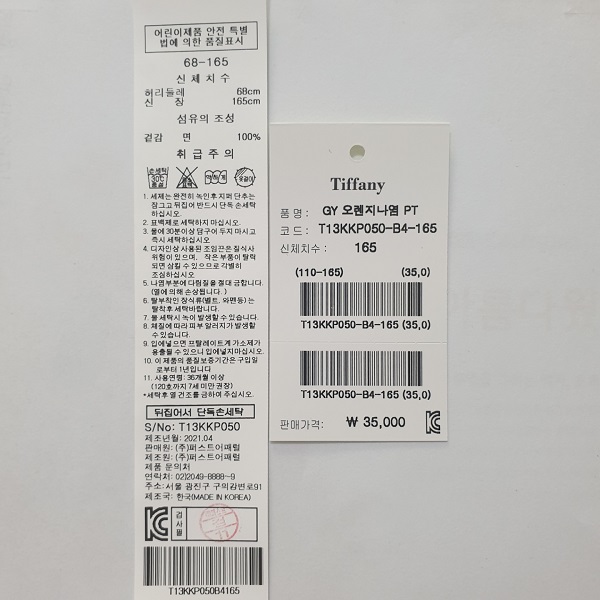 어린이제품 안전 특별
법에 의한 품질표시
68-165
신 체 치 수
허리둘레 68cm
신 장 165cm
섬유의 조성
겉감 면 100%
취 급 주 의
손세탁
30℃
중성
1. 세제는 완전히 녹인후 지퍼 단추는
잠그고 뒤집어 반드시 단독 손세탁
하십시오.
2. 표백제로 세탁하지 마십시오.
3. 물에 30분이상 담구어 두지 마시고
즉시 세탁하십시오
4. 디자인상 사용된 조임끈은 질식사
위험이 있으며, 작은 부품이 탈락
되면 삼킬 수 있으므로 각별히
조심하십시오
5. 나염부분에 다림질을 절대 금합니다.
(열에 의해 손상됩니다.)
6. 탈부착인 장식류(벨트, 와펜등)는
탈착후 세탁바랍니다.
7. 물 세탁시 녹이 발생할 수 있습니다.
8. 체질에 따라 피부 알러지가 발생할
수 있습니다.
9. 입에넣으면 프탈레이트계 가소제가
용출될 수 있으니 입에넣지마십시오.
10. 이 제품의 품질보증기간은 구입일
로부터 1년입니다
11. 사용연령: 36개월 이상
(120호까지 7세 미만 권장)
*세탁후 열 건조를 금하여 주십시오.
뒤집어서 단독손세탁
S/No: T13KKP050
제조년월: 2021.04
판매원: (주)퍼스트어패럴
제조원: (주)퍼스트어패럴
제품 문의처
연락처: 02)2049-8888~9
주소: 서울 광진구 구의강변로91
제조국: 한국(MADE IN KOREA)
검사필
T13KKP050B4165
Tiffany
품 명: GY 오렌지나염 PT
코 드: T13KKP050-B4-165
신체치수: 165
(110-165) (35,0)
T13KKP050-B4-165 (35,0)
T13KKP050-B4-165 (35,0)
판매가격: ₩ 35,000